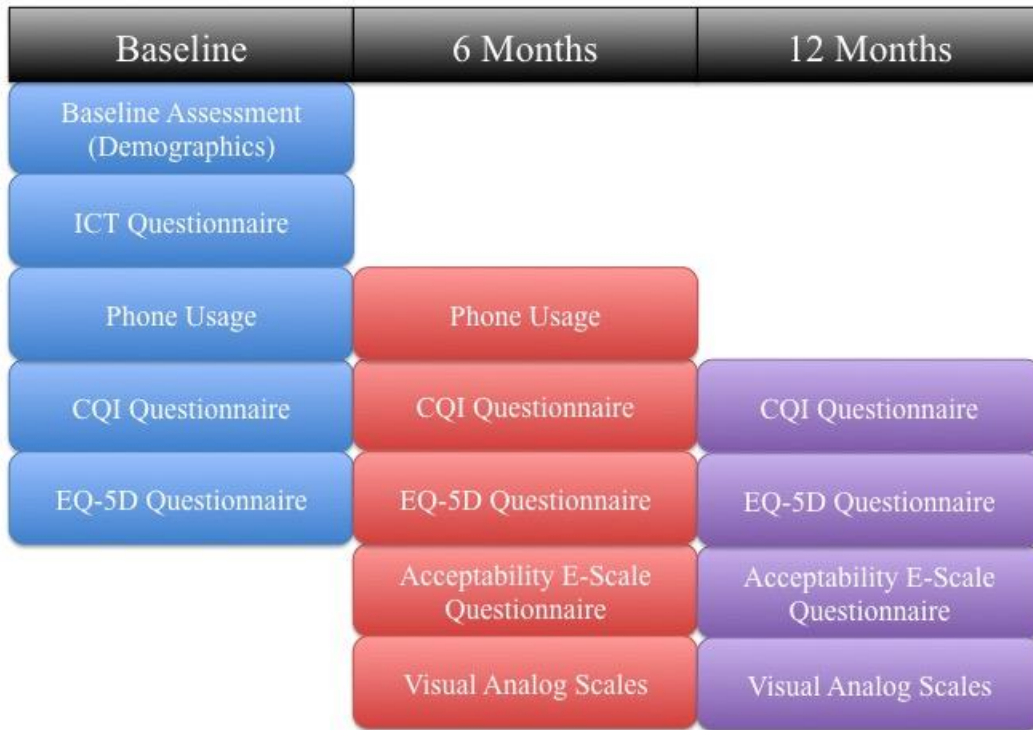 Baseline
6 Months
12 Months
Baseline Assessment
(Demographics)
ICT Questionnaire
Phone Usage
Phone Usage
CQI Questionnaire
CQI Questionnaire
CQI Questionnaire
EQ-5D Questionnaire
EQ-5D Questionnaire
EQ-5D Questionnaire
Acceptability E-Scale
Questionnaire
Acceptability E-Scale
Questionnaire
Visual Analog Scales
Visual Analog Scales